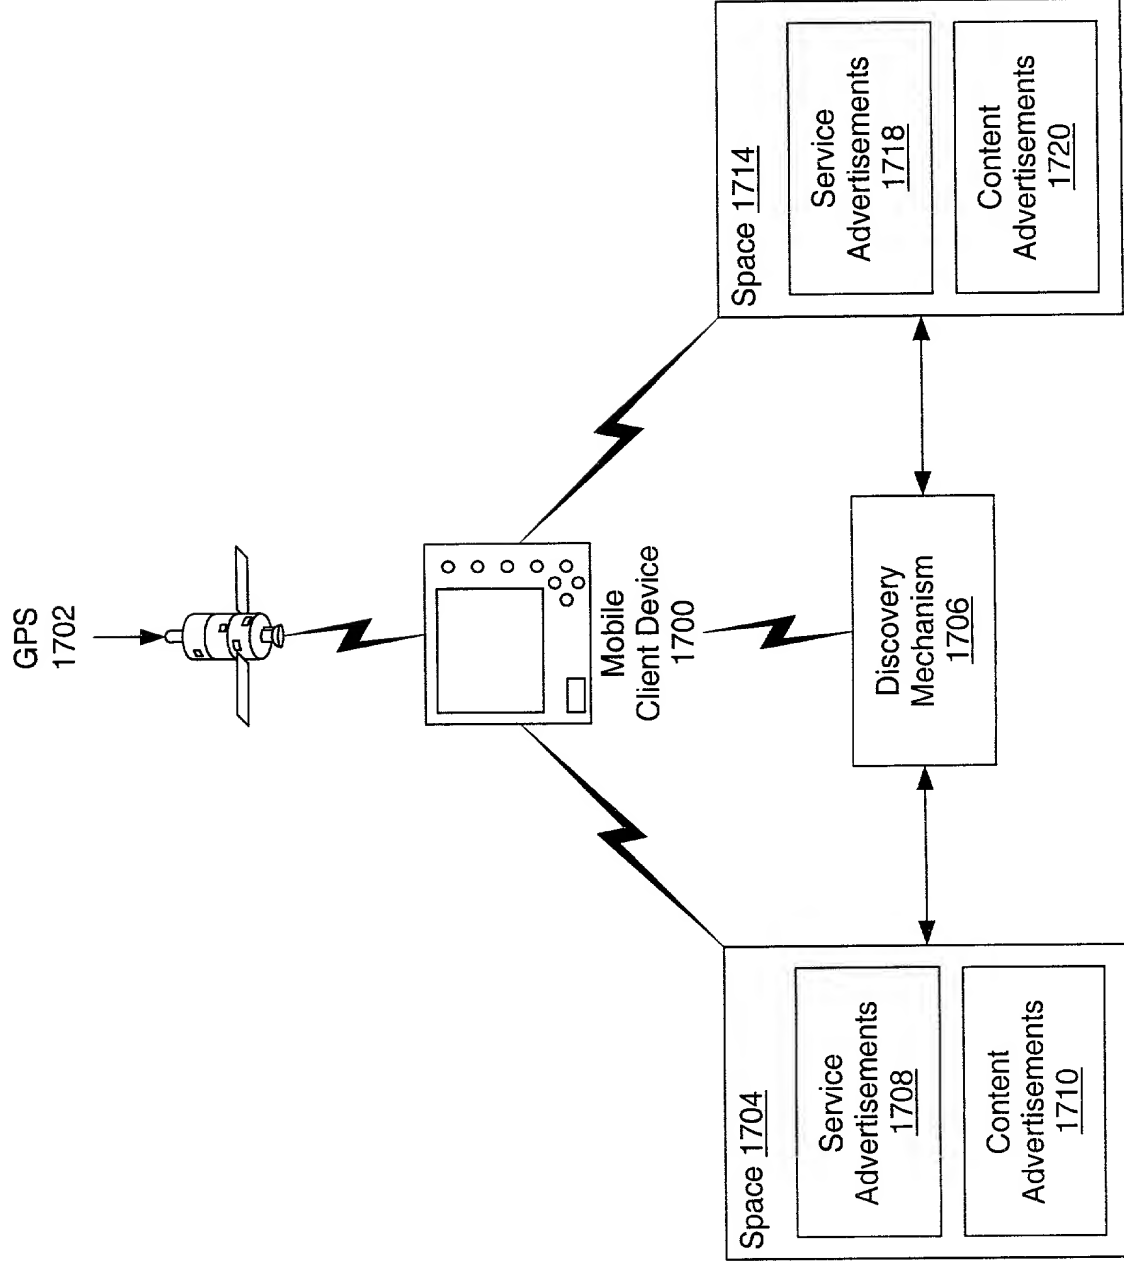 GPS
1702
Mobile
Client Device
1700
Discovery
Mechanism
1706
Space 1704
Service
Advertisements
1708
Content
Advertisements
1710
Space 1714
Service
Advertisements
1718
Content
Advertisements
1720